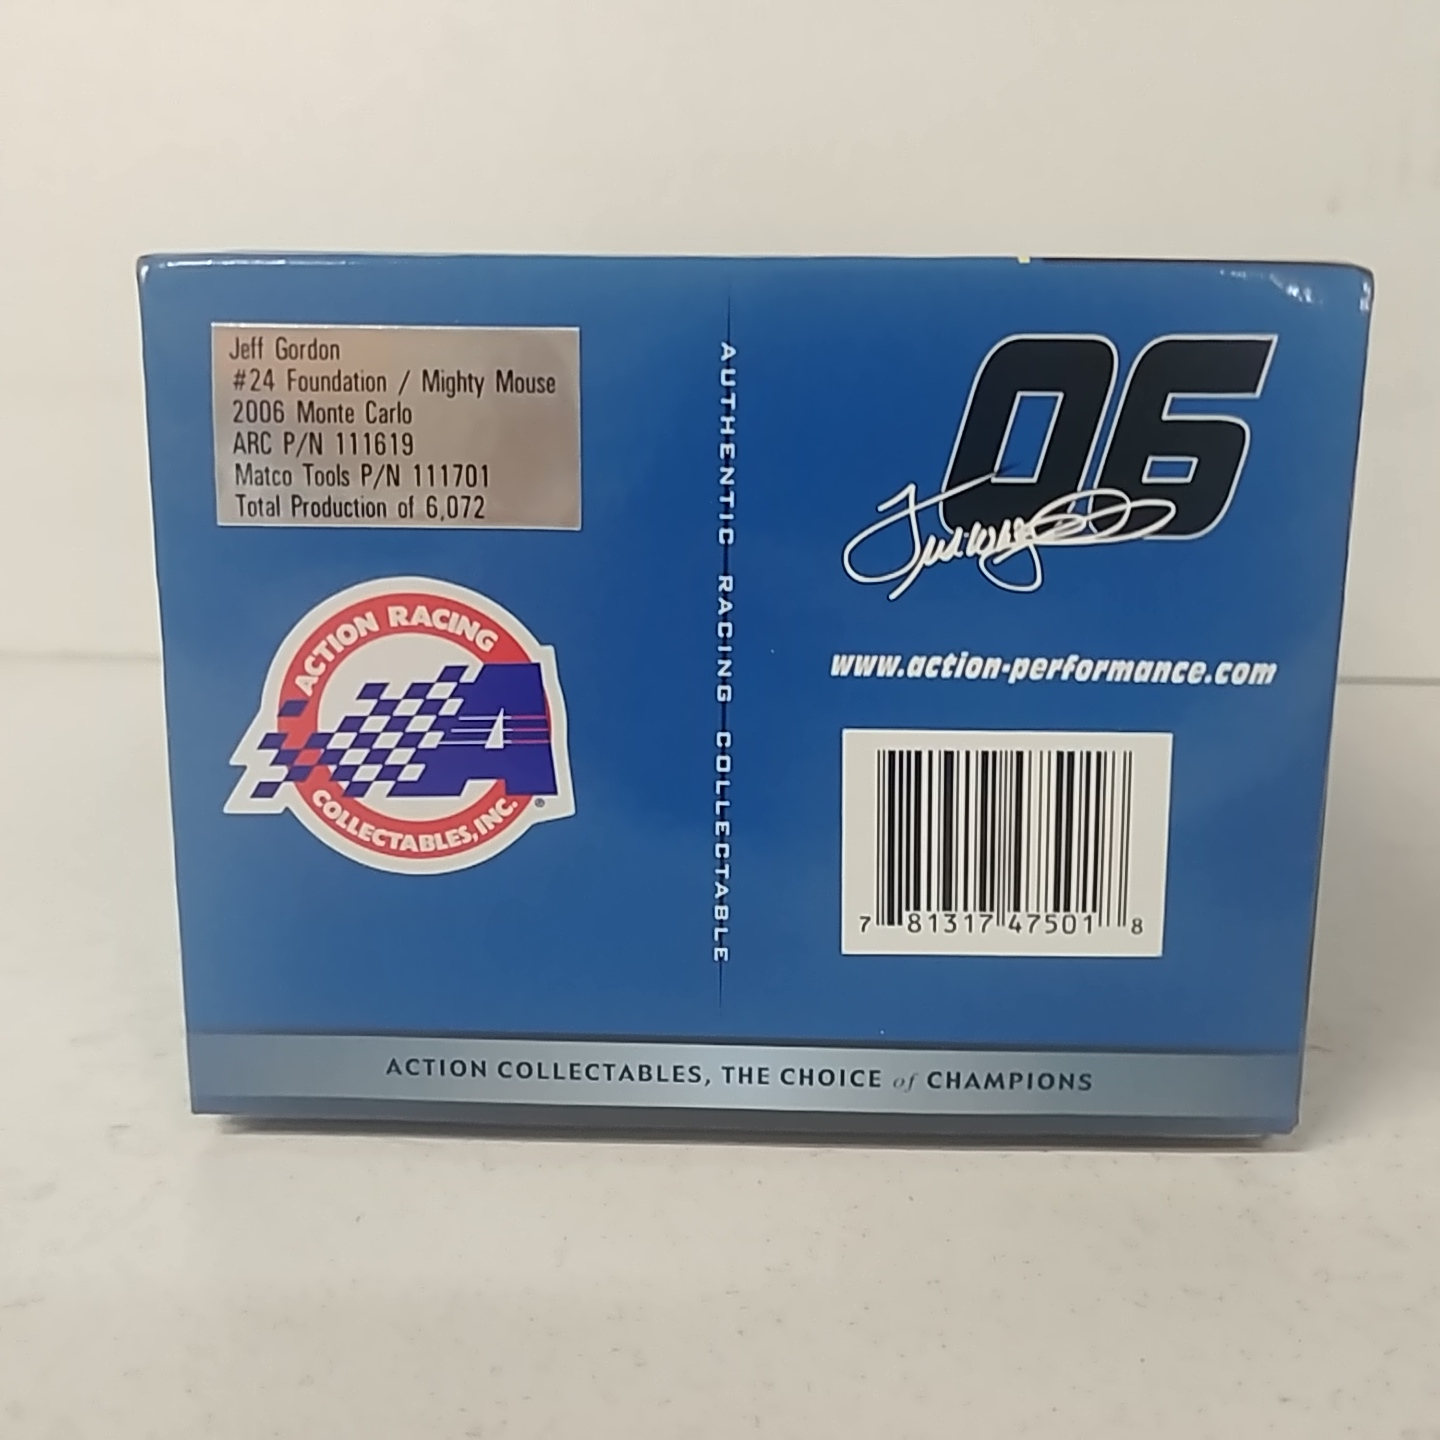 Jeff Gordon
#24 Foundation / Mighty Mouse
2006 Monte Carlo
ARC P/N 111619
Matco Tools P/N 111701
Total Production of 6,072
ACTION RACING
COLLECTABLES, INC.
®
AUTHENTIC RACING COLLECTABLE
06
www.action-performance.com
7 81317 47501 8
ACTION COLLECTABLES, THE CHOICE of CHAMPIONS